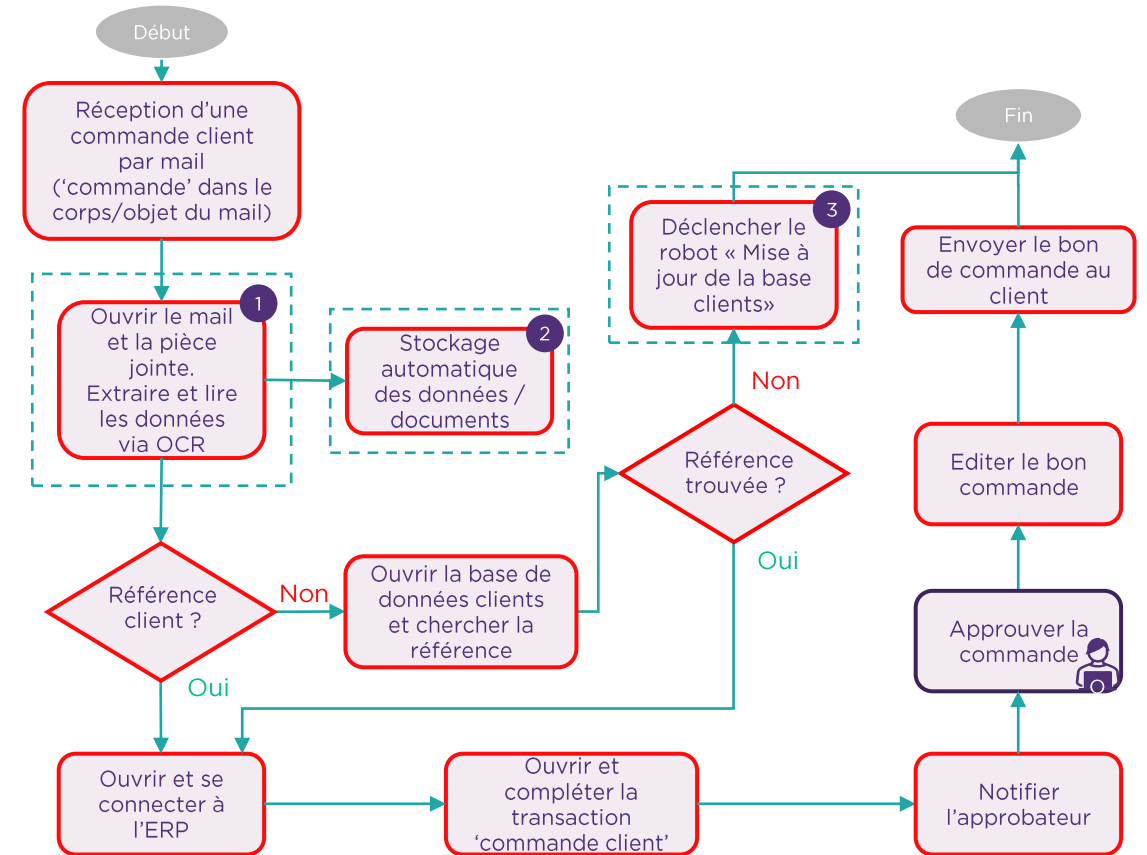 Début
Réception d’une
commande client
par mail
(‘commande’ dans le
corps/objet du mail)
1
Ouvrir le mail
et la pièce
jointe.
Extraire et lire
les données
via OCR
2
Stockage
automatique
des données /
documents
Référence
client ?
Non
Oui
Ouvrir la base de
données clients
et chercher la
référence
Référence
trouvée ?
Non
Oui
3
Déclencher le
robot « Mise à
jour de la base
clients»
Ouvrir et se
connecter à
l’ERP
Ouvrir et
compléter la
transaction
‘commande client’
Notifier
l’approbateur
Approuver la
commande
Editer le bon
commande
Envoyer le bon
de commande au
client
Fin